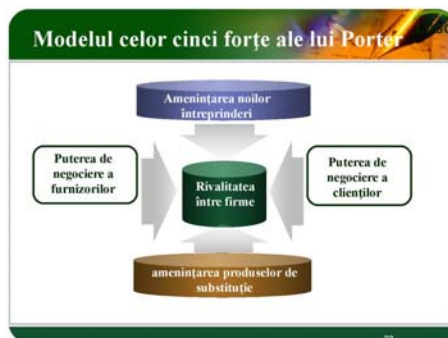 Modelul celor cinci forțe ale lui Porter
Amenințarea noilor
întreprinderi
Puterea de
negociere a
furnizorilor
Rivalitatea
între firme
Puterea de
negociere a
clienților
amenințarea produselor de
substituție